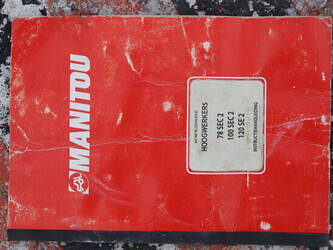 MANITOU
HOOGWERKERS
78 SEC 2
100 SEC 2
120 SE 2
INSTRUCTIEHANDLEIDING